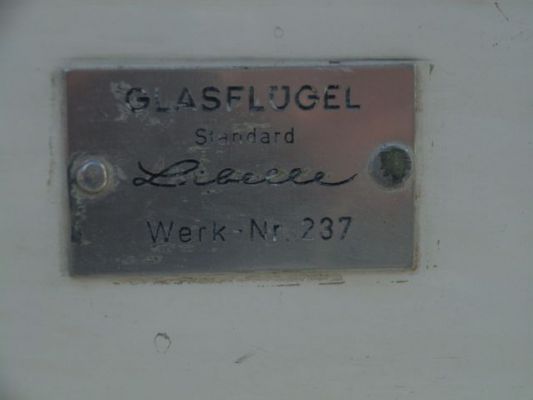 GLASFLÜGEL
Standard
Libelle
Werk-Nr. 237